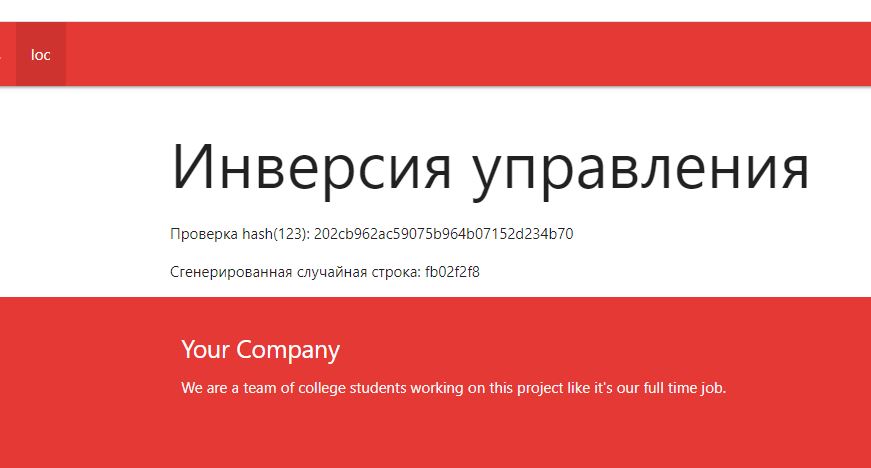 Ioc
Инверсия управления
Проверка hash(123): 202cb962ac59075b964b07152d234b70
Сгенерированная случайная строка: fb02f2f8
Your Company
We are a team of college students working on this project like it's our full time job.